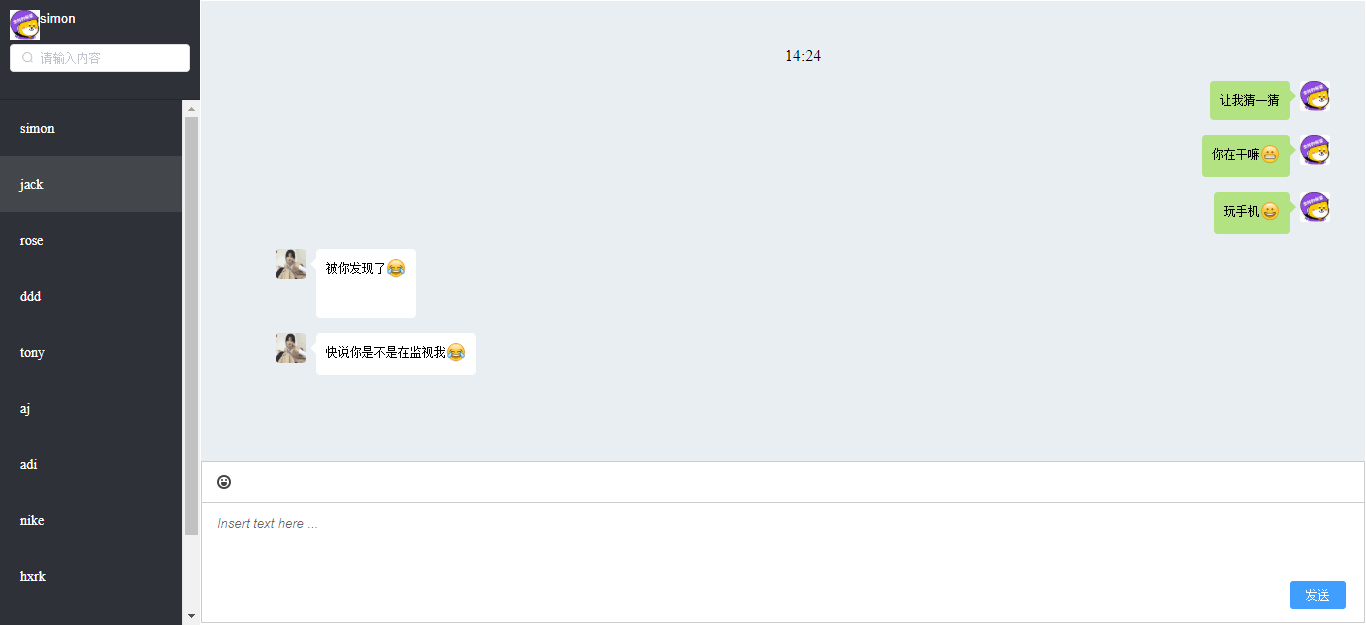 simon
请输入内容
simon
jack
rose
ddd
tony
aj
adi
nike
hxrk
14:24
让我猜一猜
你在干嘛😁
玩手机😀
被你发现了😂
快说你是不是在监视我😂
Insert text here ...
发送